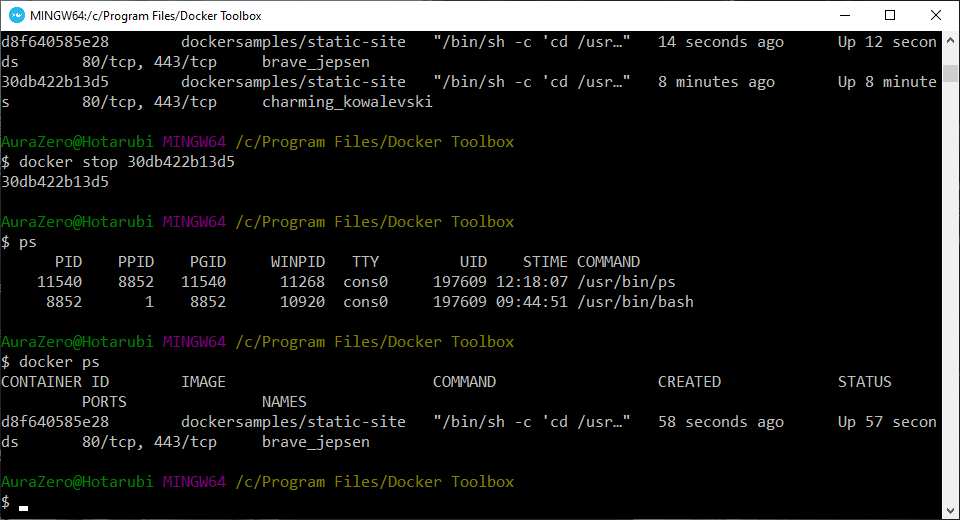 MINGW64:/c/Program Files/Docker Toolbox
d8f640585e28        dockersamples/static-site   "/bin/sh -c 'cd /usr…"   14 seconds ago      Up 12 secon
ds       80/tcp, 443/tcp     brave_jepsen
30db422b13d5        dockersamples/static-site   "/bin/sh -c 'cd /usr…"   8 minutes ago       Up 8 minute
s        80/tcp, 443/tcp     charming_kowalevski
AuraZero@Hotarubi MINGW64 /c/Program Files/Docker Toolbox
$ docker stop 30db422b13d5
30db422b13d5
AuraZero@Hotarubi MINGW64 /c/Program Files/Docker Toolbox
$ ps
      PID    PPID    PGID     WINPID   TTY         UID    STIME COMMAND
    11540    8852   11540      11268  cons0     197609 12:18:07 /usr/bin/ps
     8852       1    8852      10920  cons0     197609 09:44:51 /usr/bin/bash
AuraZero@Hotarubi MINGW64 /c/Program Files/Docker Toolbox
$ docker ps
CONTAINER ID        IMAGE                       COMMAND                  CREATED             STATUS
         PORTS               NAMES
d8f640585e28        dockersamples/static-site   "/bin/sh -c 'cd /usr…"   58 seconds ago      Up 57 secon
ds       80/tcp, 443/tcp     brave_jepsen
AuraZero@Hotarubi MINGW64 /c/Program Files/Docker Toolbox
$